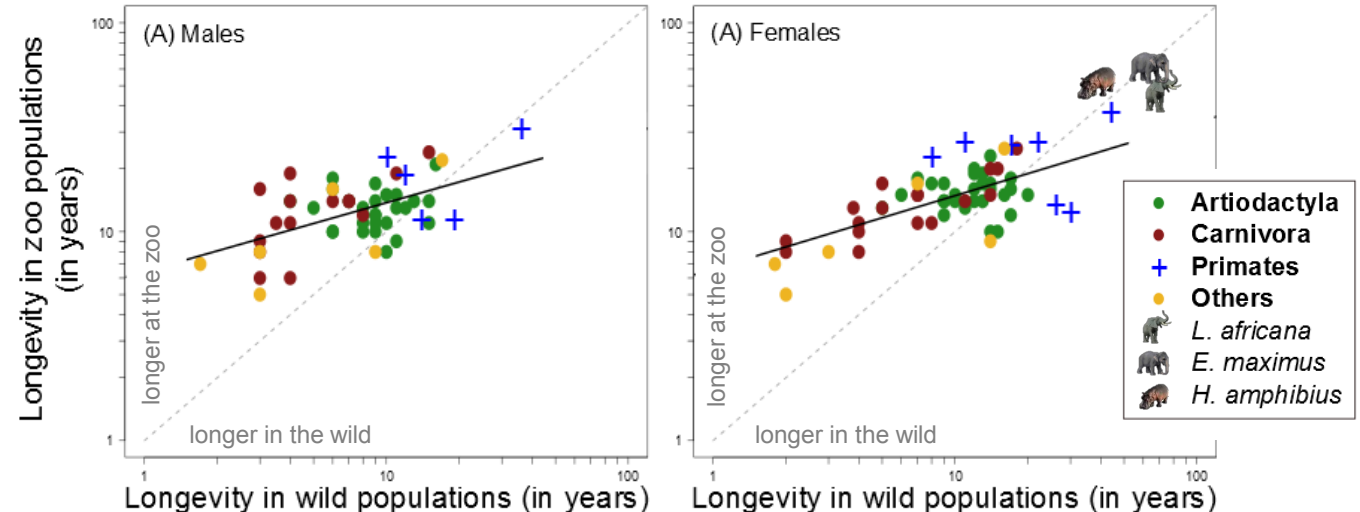 Longevity in zoo populations
(in years)
(A) Males
100
10
1
longer at the zoo
longer in the wild
1
10
100
Longevity in wild populations (in years)
(A) Females
100
10
1
longer at the zoo
longer in the wild
1
10
100
Longevity in wild populations (in years)
Artiodactyla
Carnivora
Primates
Others
L. africana
E. maximus
H. amphibius